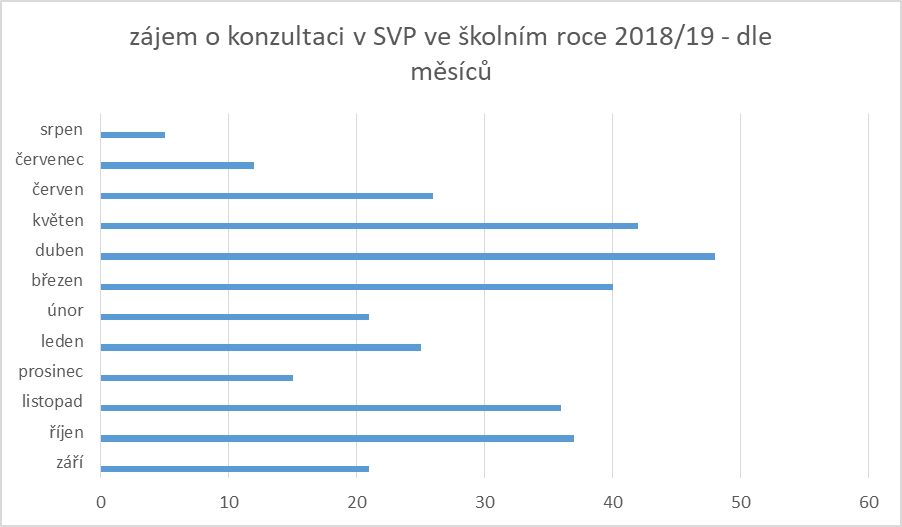 zájem o konzultaci v SVP ve školním roce 2018/19 - dle
měsíců
srpen
červenec
červen
květen
duben
březen
únor
leden
prosinec
listopad
říjen
září
0 10 20 30 40 50 60